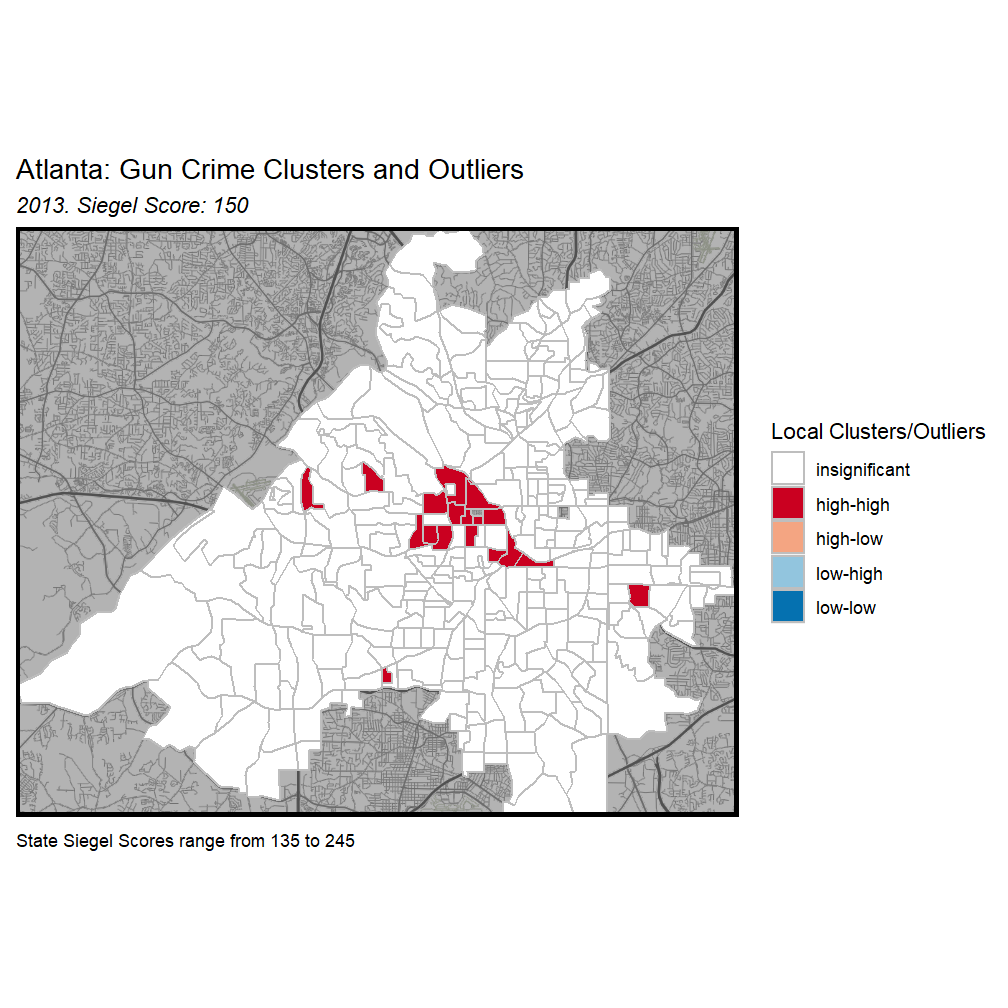 Atlanta: Gun Crime Clusters and Outliers
2013. Siegel Score: 150
Local Clusters/Outliers
insignificant
high-high
high-low
low-high
low-low
State Siegel Scores range from 135 to 245